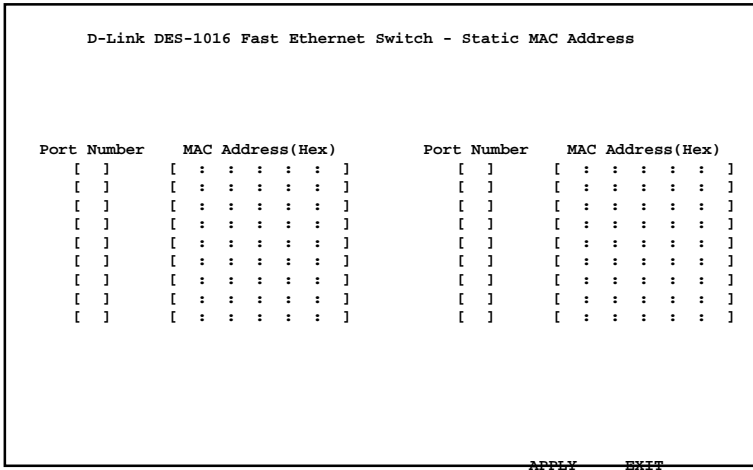 D-Link DES-1016 Fast Ethernet Switch - Static MAC Address
Port Number MAC Address(Hex) Port Number MAC Address(Hex)
[ ] [ : : : : : ] [ ] [ : : : : : ]
[ ] [ : : : : : ] [ ] [ : : : : : ]
[ ] [ : : : : : ] [ ] [ : : : : : ]
[ ] [ : : : : : ] [ ] [ : : : : : ]
[ ] [ : : : : : ] [ ] [ : : : : : ]
[ ] [ : : : : : ] [ ] [ : : : : : ]
[ ] [ : : : : : ] [ ] [ : : : : : ]
[ ] [ : : : : : ] [ ] [ : : : : : ]
[ ] [ : : : : : ] [ ] [ : : : : : ]
APPLY EXIT